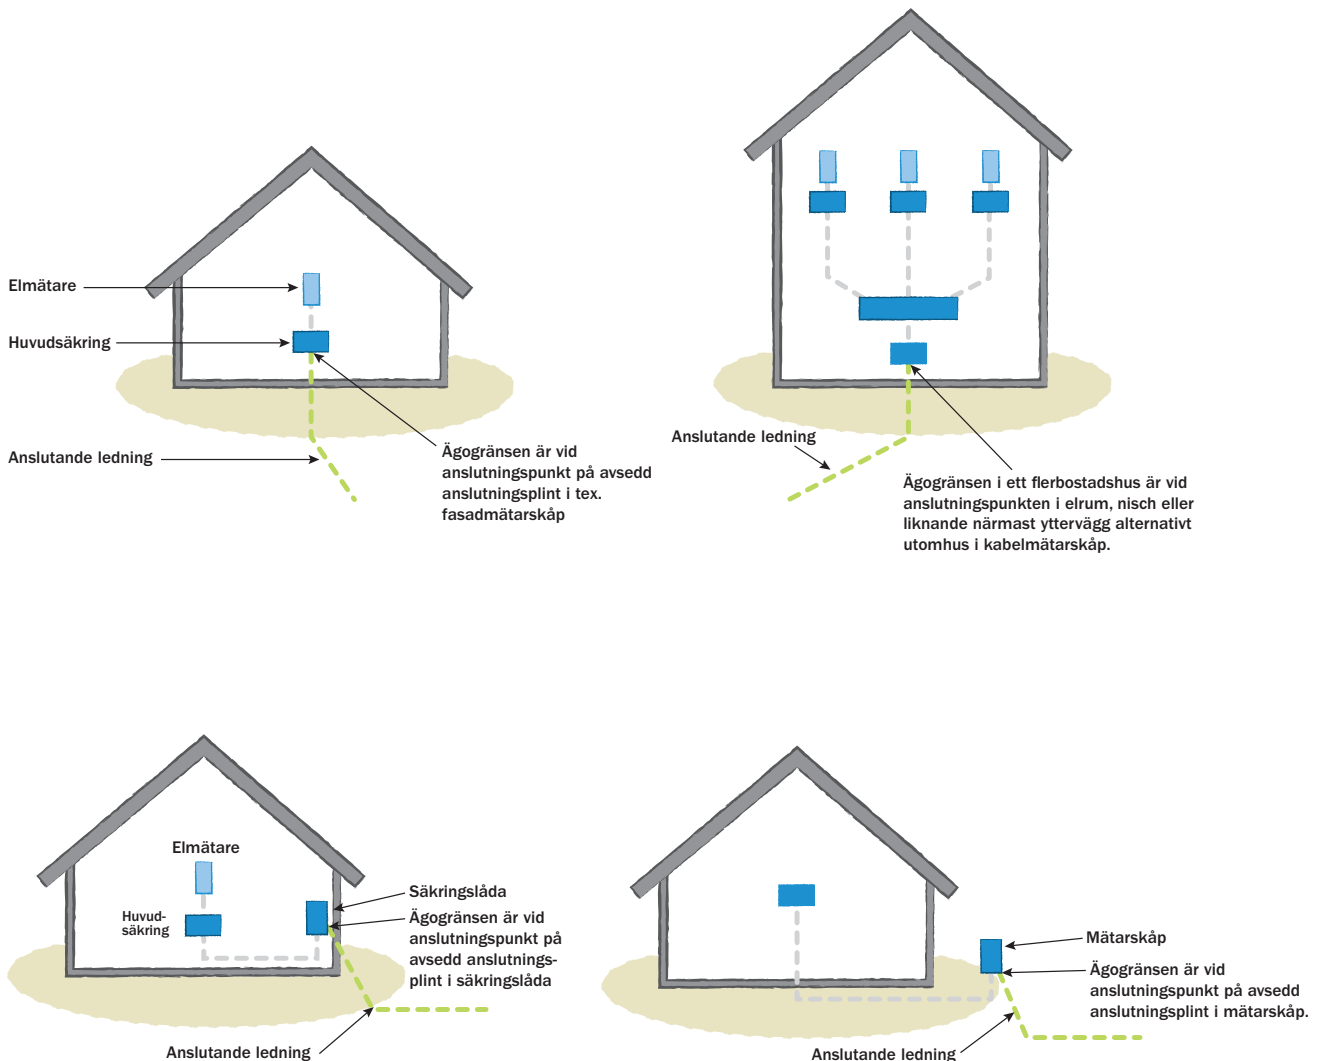 Elmätare
Huvudsäkring
Anslutande ledning
Ägogränsen är vid
anslutningspunkt på avsedd
anslutningsplint i tex.
fasadmätarskåp
Anslutande ledning
Ägogränsen i ett flerbostadshus är vid
anslutningspunkten i elrum, nisch eller
liknande närmast yttervägg alternativt
utomhus i kabelmätarskåp.
Elmätare
Huvud-
säkring
Säkringslåda
Ägogränsen är vid
anslutningspunkt på
avsedd anslutnings-
plint i säkringslåda
Anslutande ledning
Mätarskåp
Ägogränsen är vid
anslutningspunkt på avsedd
anslutningsplint i mätarskåp.
Anslutande ledning